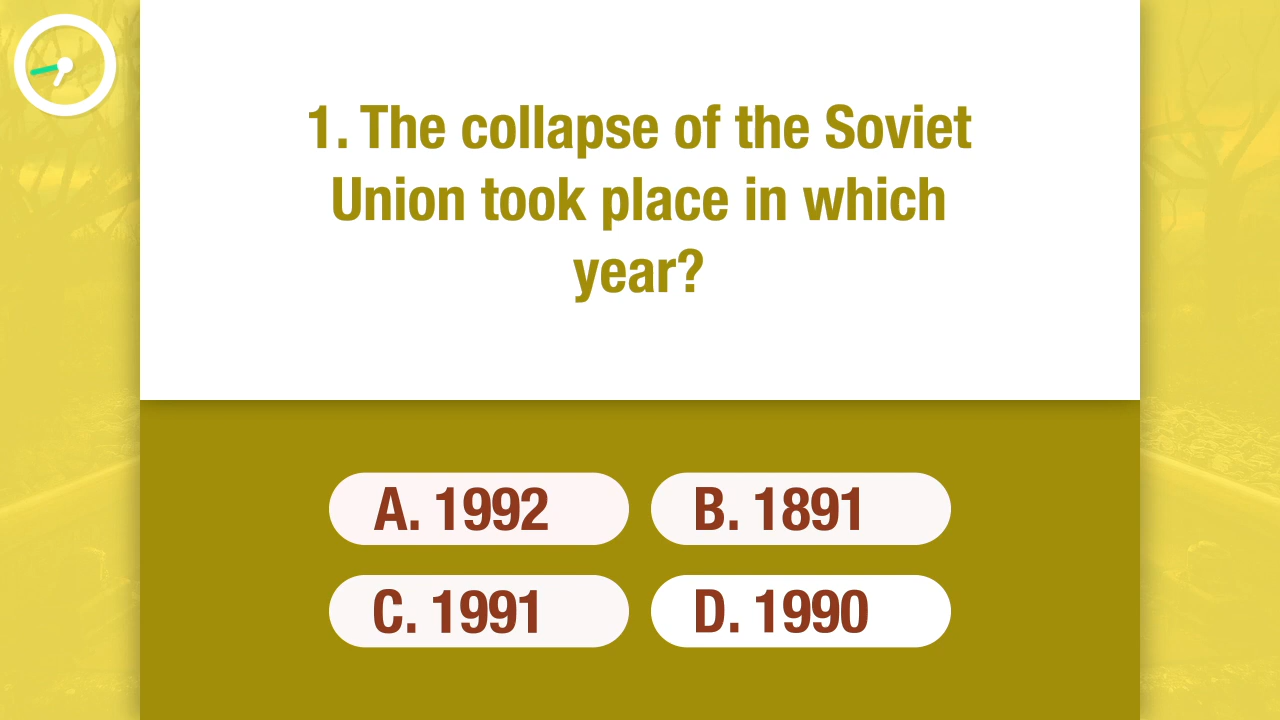 1. The collapse of the Soviet
Union took place in which
year?
A. 1992
B. 1891
C. 1991
D. 1990